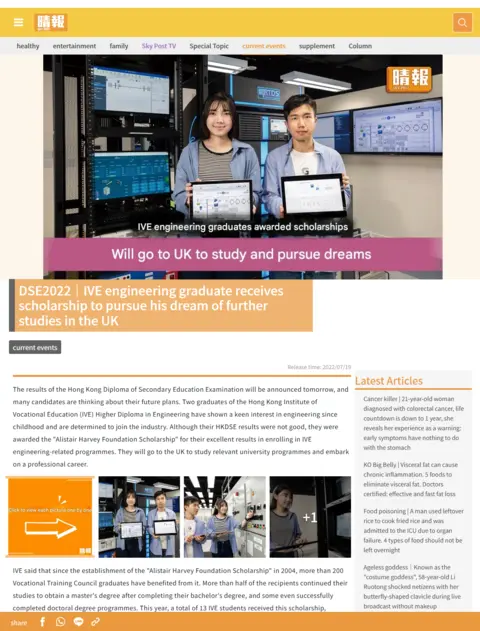 晴報
healthy entertainment family Sky Post TV Special Topic current events supplement Column
晴報
IVE engineering graduates awarded scholarships
Will go to UK to study and pursue dreams
DSE2022｜IVE engineering graduate receives
scholarship to pursue his dream of further
studies in the UK
current events
Release time: 2022/07/19
The results of the Hong Kong Diploma of Secondary Education Examination will be announced tomorrow, and
many candidates are thinking about their future plans. Two graduates of the Hong Kong Institute of
Vocational Education (IVE) Higher Diploma in Engineering have shown a keen interest in engineering since
childhood and are determined to join the industry. Although their HKDSE results were not good, they were
awarded the "Alistair Harvey Foundation Scholarship" for their excellent results in enrolling in IVE
engineering-related programmes. They will go to the UK to study relevant university programmes and embark
on a professional career.
Click to view each picture one by one
晴報
+1
IVE said that since the establishment of the "Alistair Harvey Foundation Scholarship" in 2004, more than 200
Vocational Training Council graduates have benefited from it. More than half of the recipients continued their
studies to obtain a master's degree after completing their bachelor's degree, and some even successfully
completed doctoral degree programmes. This year, a total of 13 IVE students received this scholarship,
Latest Articles
Cancer killer | 21-year-old woman
diagnosed with colorectal cancer, life
countdown is down to 1 year, she
reveals her experience as a warning:
early symptoms have nothing to do
with the stomach
KO Big Belly | Visceral fat can cause
chronic inflammation. 5 foods to
eliminate visceral fat. Doctors
certified: effective and fast fat loss
Food poisoning | A man used leftover
rice to cook fried rice and was
admitted to the ICU due to organ
failure. 4 types of food should not be
left overnight
Ageless goddess｜Known as the
"costume goddess", 58-year-old Li
Ruotong shocked netizens with her
butterfly-shaped clavicle during live
broadcast without makeup
share